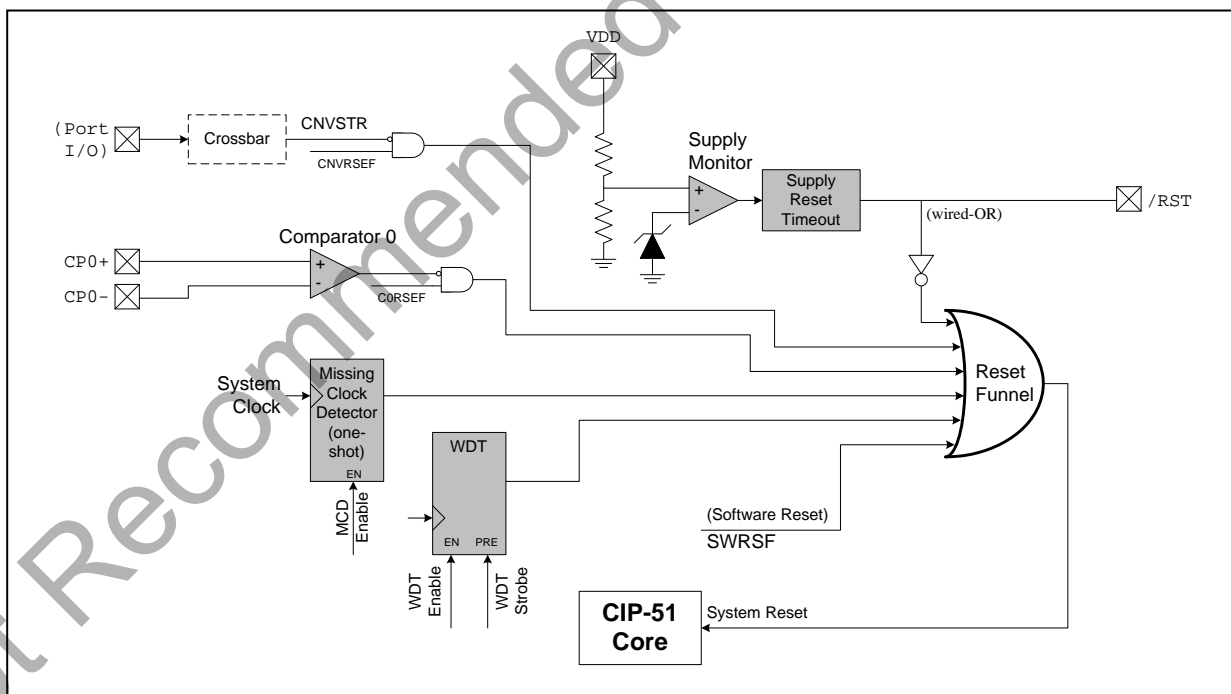 VDD
(Port
I/O)
Crossbar
CNVSTR
CNVRSEF
Supply
Monitor
+
-
Supply
Reset
Timeout
(wired-OR)
/RST
Comparator 0
CP0+
CP0-
+
-
C0RSEF
System
Clock
Missing
Clock
Detector
(one-
shot)
EN
MCD
Enable
WDT
EN
PRE
WDT
Enable
WDT
Strobe
Reset
Funnel
(Software Reset)
SWRSF
CIP-51
Core
System Reset
Recommended